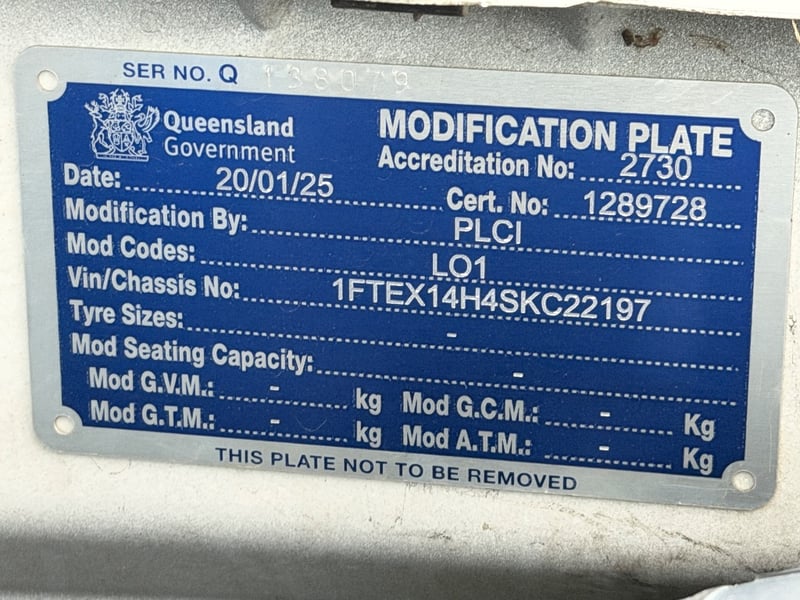 SER NO. Q 138079
Queensland
Government
MODIFICATION PLATE
Accreditation No: 2730
Date: 20/01/25
Cert. No: 1289728
Modification By: PLCI
Mod Codes: LO1
Vin/Chassis No: 1FTEX14H4SKC22197
Tyre Sizes: -
Mod Seating Capacity: -
Mod G.V.M.: - kg Mod G.C.M.: - Kg
Mod G.T.M.: - kg Mod A.T.M.: - Kg
THIS PLATE NOT TO BE REMOVED